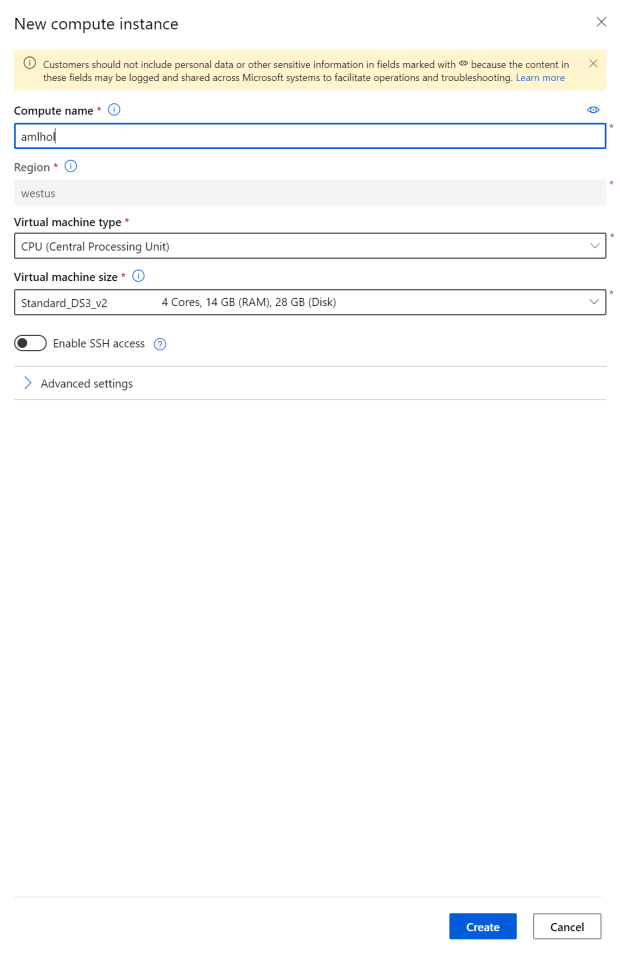 New compute instance
Customers should not include personal data or other sensitive information in fields marked with because the content in
these fields may be logged and shared across Microsoft systems to facilitate operations and troubleshooting. Learn more
Compute name *
amlhol
*
Region *
westus
*
Virtual machine type *
CPU (Central Processing Unit)
*
Virtual machine size *
Standard_DS3_v2 4 Cores, 14 GB (RAM), 28 GB (Disk)
*
Enable SSH access
Advanced settings
Create Cancel